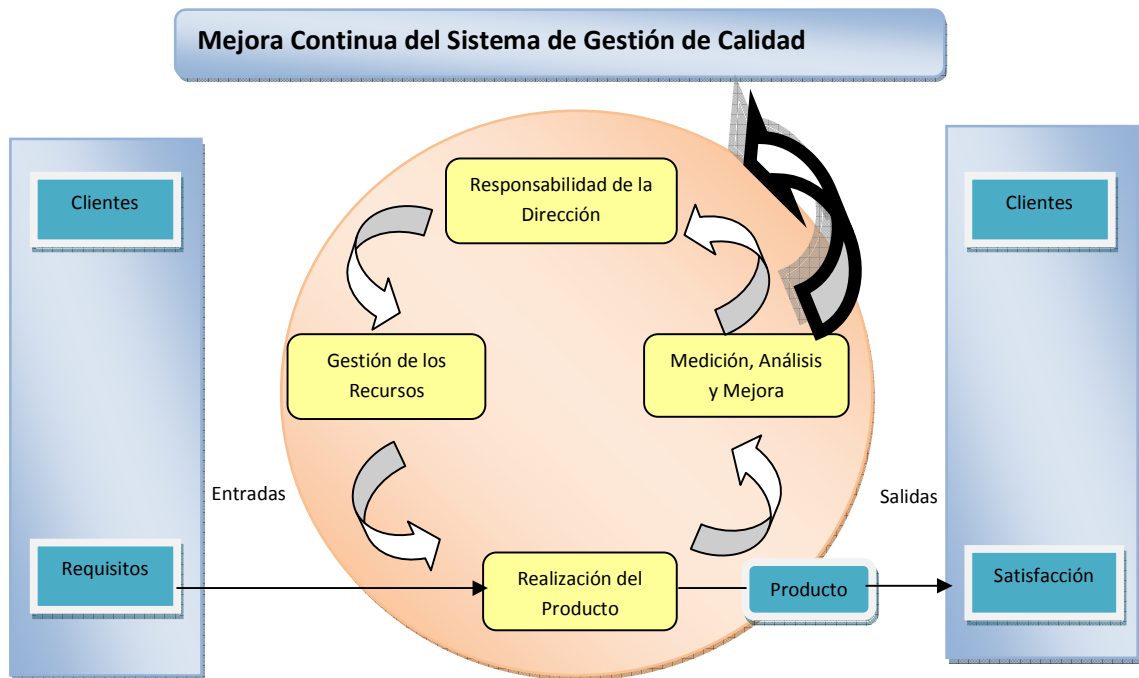 Mejora Continua del Sistema de Gestión de Calidad
Clientes
Responsabilidad de la
Dirección
Clientes
Gestión de los
Recursos
Medición, Análisis
y Mejora
Entradas
Salidas
Requisitos
Realización del
Producto
Producto
Satisfacción